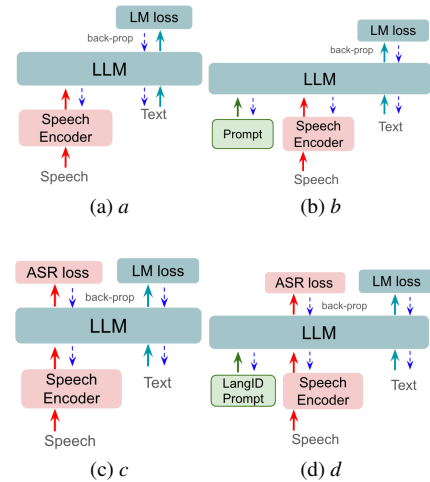 LM loss
back-prop
LLM
Speech Encoder
Text
Speech
(a) a
LM loss
back-prop
LLM
Prompt
Speech Encoder
Text
Speech
(b) b
ASR loss
LM loss
back-prop
LLM
Speech Encoder
Text
Speech
(c) c
ASR loss
LM loss
back-prop
LLM
LangID Prompt
Speech Encoder
Text
Speech
(d) d